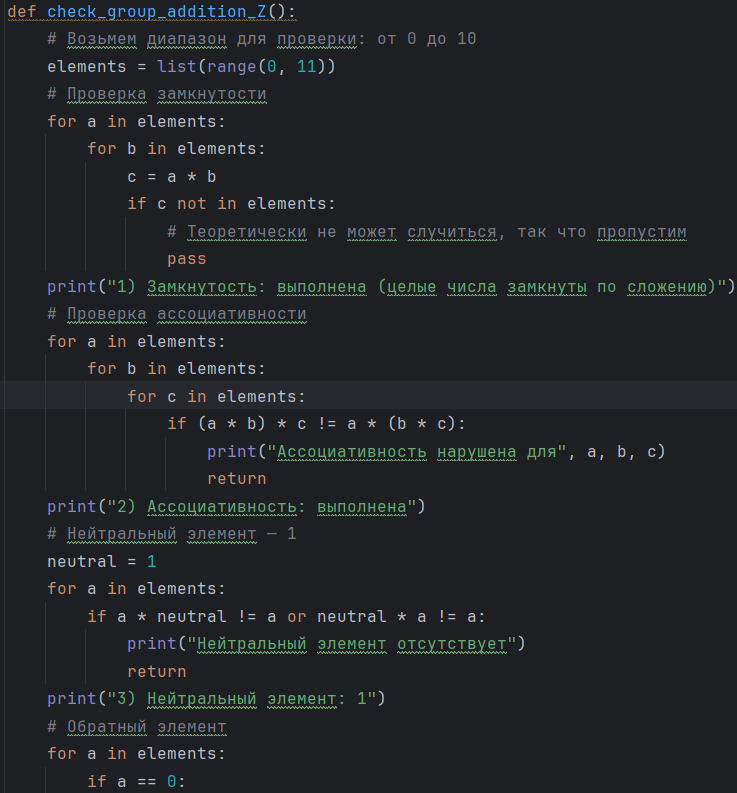 def check_group_addition_Z():
# Возьмем диапазон для проверки: от 0 до 10
elements = list(range(0, 11))
# Проверка замкнутости
for a in elements:
for b in elements:
c = a * b
if c not in elements:
# Теоретически не может случиться, так что пропустим
pass
print("1) Замкнутость: выполнена (целые числа замкнуты по сложению)")
# Проверка ассоциативности
for a in elements:
for b in elements:
for c in elements:
if (a * b) * c != a * (b * c):
print("Ассоциативность нарушена для", a, b, c)
return
print("2) Ассоциативность: выполнена")
# Нейтральный элемент — 1
neutral = 1
for a in elements:
if a * neutral != a or neutral * a != a:
print("Нейтральный элемент отсутствует")
return
print("3) Нейтральный элемент: 1")
# Обратный элемент
for a in elements:
if a == 0: